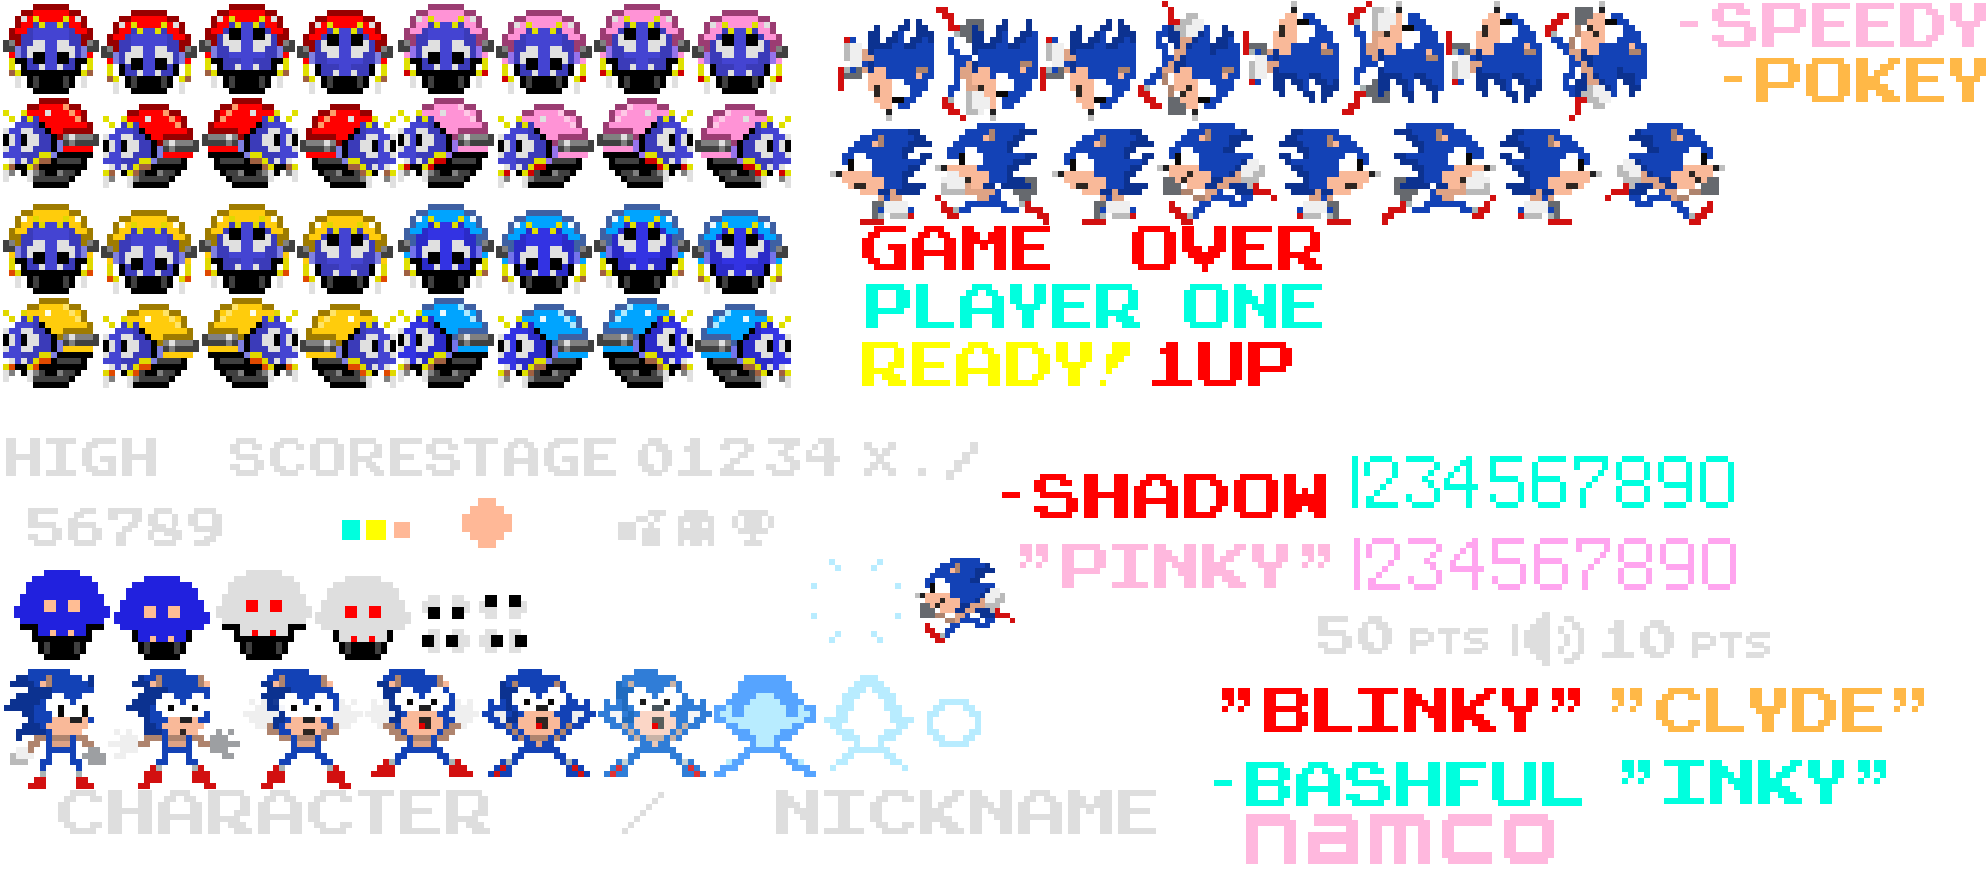 -SPEEDY
-POKEY
GAME OVER
PLAYER ONE
READY! 1UP
HIGH SCORESTAGE 01234 X . /
56789
-SHADOW 1234567890
"PINKY" 1234567890
50 PTS 10 PTS
"BLINKY" "CLYDE"
-BASHFUL "INKY"
CHARACTER / NICKNAME
namco